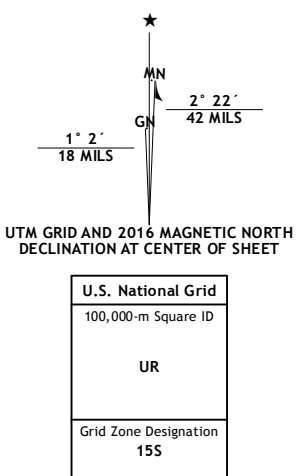 ★
MN
2° 22´
42 MILS
GN
1° 2´
18 MILS
UTM GRID AND 2016 MAGNETIC NORTH
DECLINATION AT CENTER OF SHEET
U.S. National Grid
100,000-m Square ID
UR
Grid Zone Designation
15S